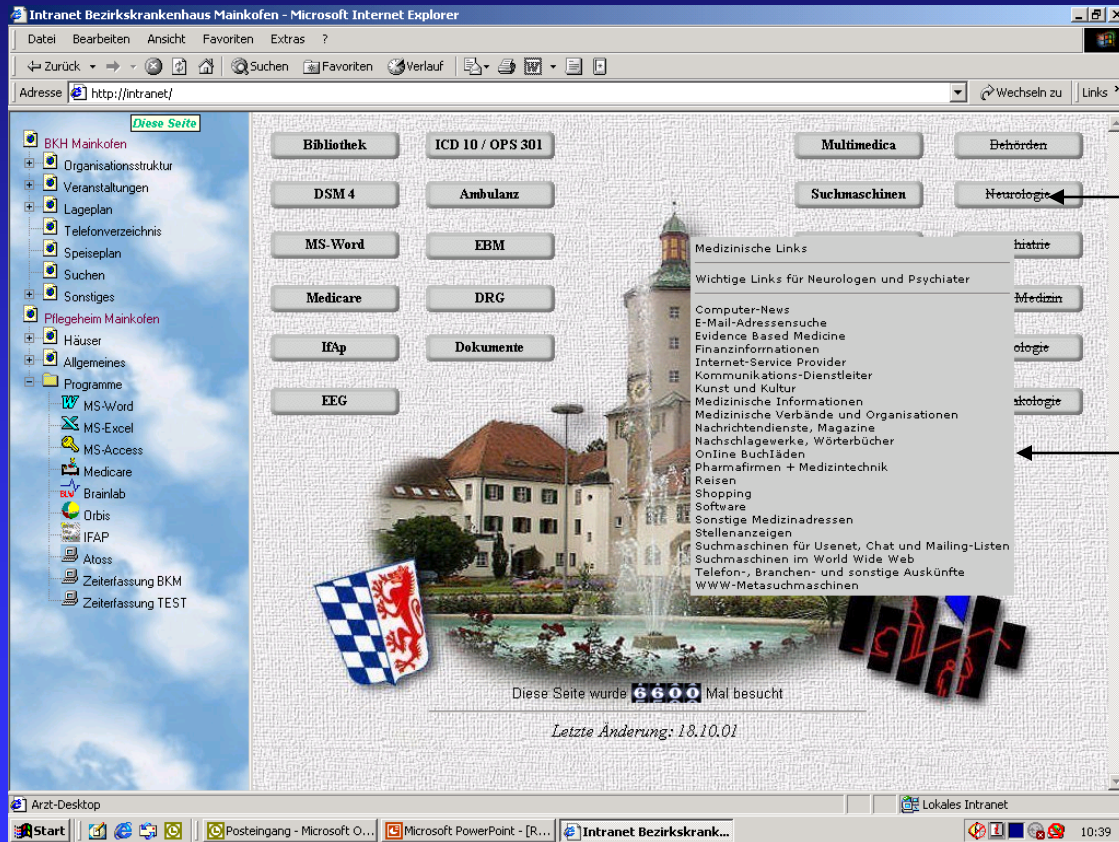 Intranet Bezirkskrankenhaus Mainkofen - Microsoft Internet Explorer
Datei Bearbeiten Ansicht Favoriten Extras ?
Zurück Suchen Favoriten Verlauf
Adresse http://intranet/ Wechseln zu Links
Diese Seite
BKH Mainkofen
Organisationsstruktur
Veranstaltungen
Lageplan
Telefonverzeichnis
Speiseplan
Suchen
Sonstiges
Pflegeheim Mainkofen
Häuser
Allgemeines
Programme
MS-Word
MS-Excel
MS-Access
Medicare
Brainlab
Orbis
IFAP
Atoss
Zeiterfassung BKM
Zeiterfassung TEST
Bibliothek ICD 10 / OPS 301 Multimedica Behörden
DSM 4 Ambulanz Suchmaschinen Neurologie
MS-Word EBM hiatrie
Medicare DRG Medizin
IfAp Dokumente ologie
EEG akologie
Medizinische Links
Wichtige Links für Neurologen und Psychiater
Computer-News
E-Mail-Adressensuche
Evidence Based Medicine
Finanzinformationen
Internet-Service Provider
Kommunikations-Dienstleiter
Kunst und Kultur
Medizinische Informationen
Medizinische Verbände und Organisationen
Nachrichtendienste, Magazine
Nachschlagewerke, Wörterbücher
OnIine BuchIäden
Pharmafirmen + Medizintechnik
Reisen
Shopping
Software
Sonstige Medizinadressen
Stellenanzeigen
Suchmaschinen für Usenet, Chat und Mailing-Listen
Suchmaschinen im World Wide Web
Telefon-, Branchen- und sonstige Auskünfte
WWW-Metasuchmaschinen
Diese Seite wurde 6600 Mal besucht
Letzte Änderung: 18.10.01
Arzt-Desktop Lokales Intranet
Start Posteingang - Microsoft O... Microsoft PowerPoint - [R... Intranet Bezirkskrank... 10:39